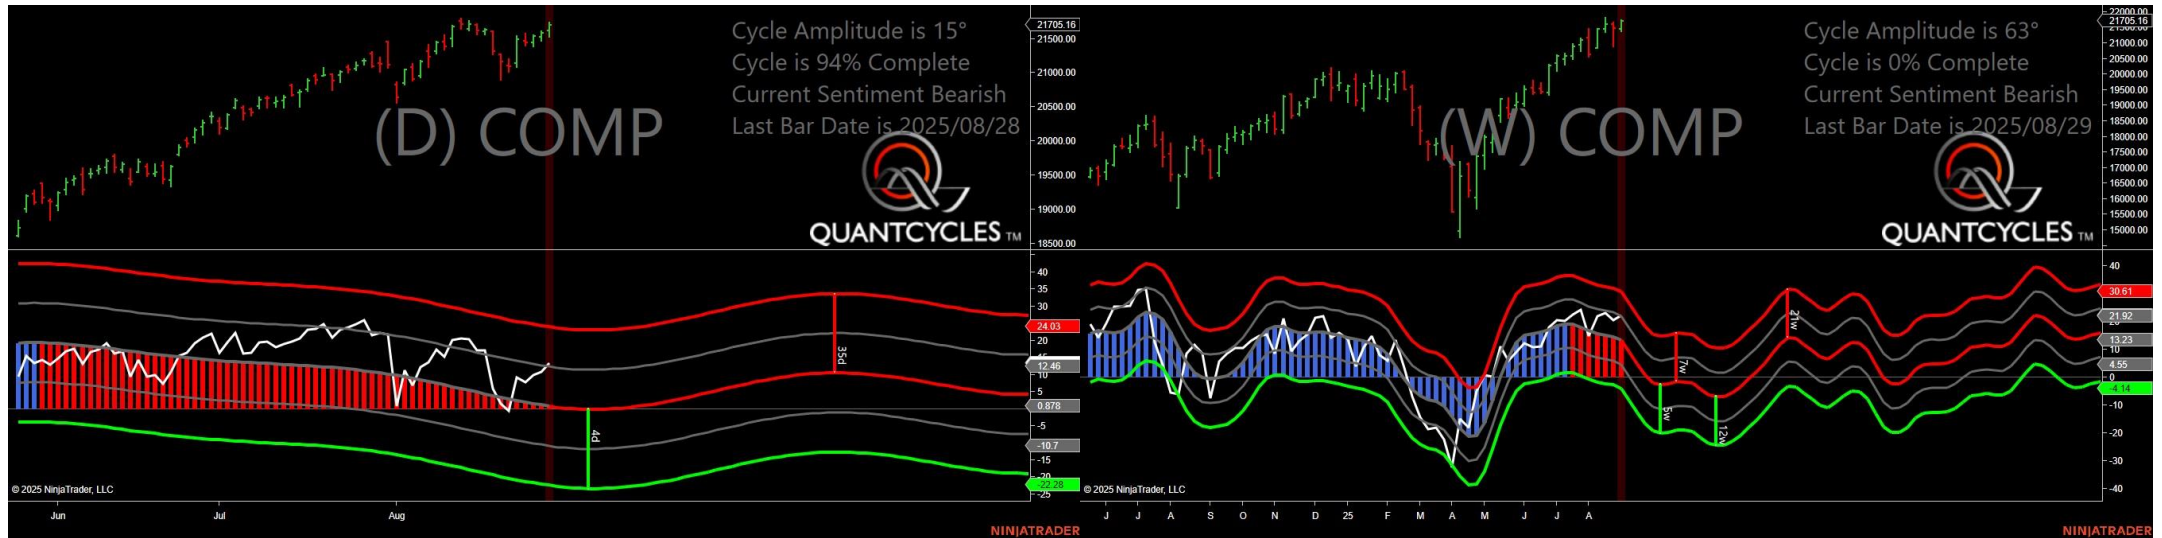 Cycle Amplitude is 15°
Cycle is 94% Complete
Current Sentiment Bearish
Last Bar Date is 2025/08/28
(D) COMP
QUANTCYCLES TM
21705.16
21500.00
21000.00
20500.00
20000.00
19500.00
19000.00
18500.00
40
35
30
24.03
20
12.46
10
5
0.878
-5
-10.7
-15
-22.28
-25
35d
4d
© 2025 NinjaTrader, LLC
Jun Jul Aug
NINJATRADER
Cycle Amplitude is 63°
Cycle is 0% Complete
Current Sentiment Bearish
Last Bar Date is 2025/08/29
(W) COMP
QUANTCYCLES TM
22000.00
21705.16
20500.00
20000.00
19500.00
19000.00
18500.00
18000.00
17500.00
17000.00
16500.00
16000.00
15500.00
15000.00
40
30.61
21.92
13.23
10
4.55
0
-4.14
-10
-20
-30
-40
7w
5w
12w
21w
© 2025 NinjaTrader, LLC
J J A S O N D 25 F M A M J J A
NINJATRADER